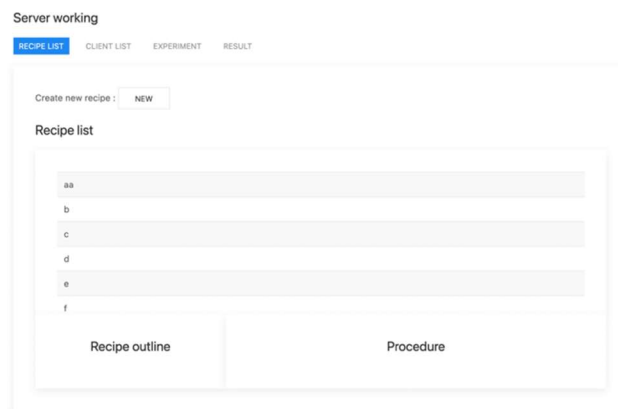 Server working
RECIPE LIST CLIENT LIST EXPERIMENT RESULT
Create new recipe : NEW
Recipe list
aa
b
c
d
e
f
Recipe outline Procedure